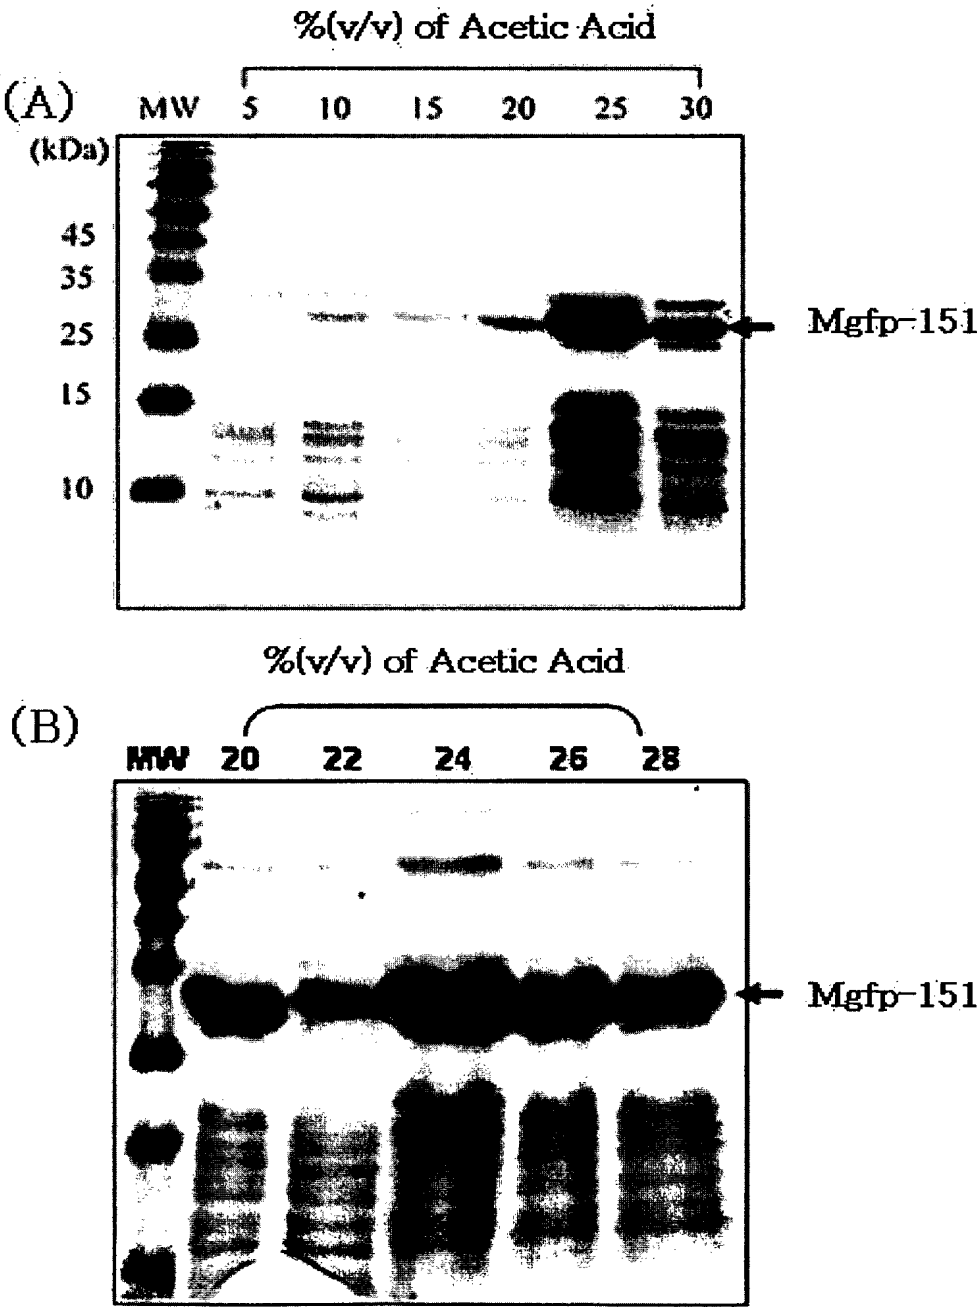 %(v/v) of Acetic Acid
(A)
MW 5 10 15 20 25 30
(kDa)
45
35
25
15
10
Mgfp-151
%(v/v) of Acetic Acid
(B)
MW 20 22 24 26 28
Mgfp-151